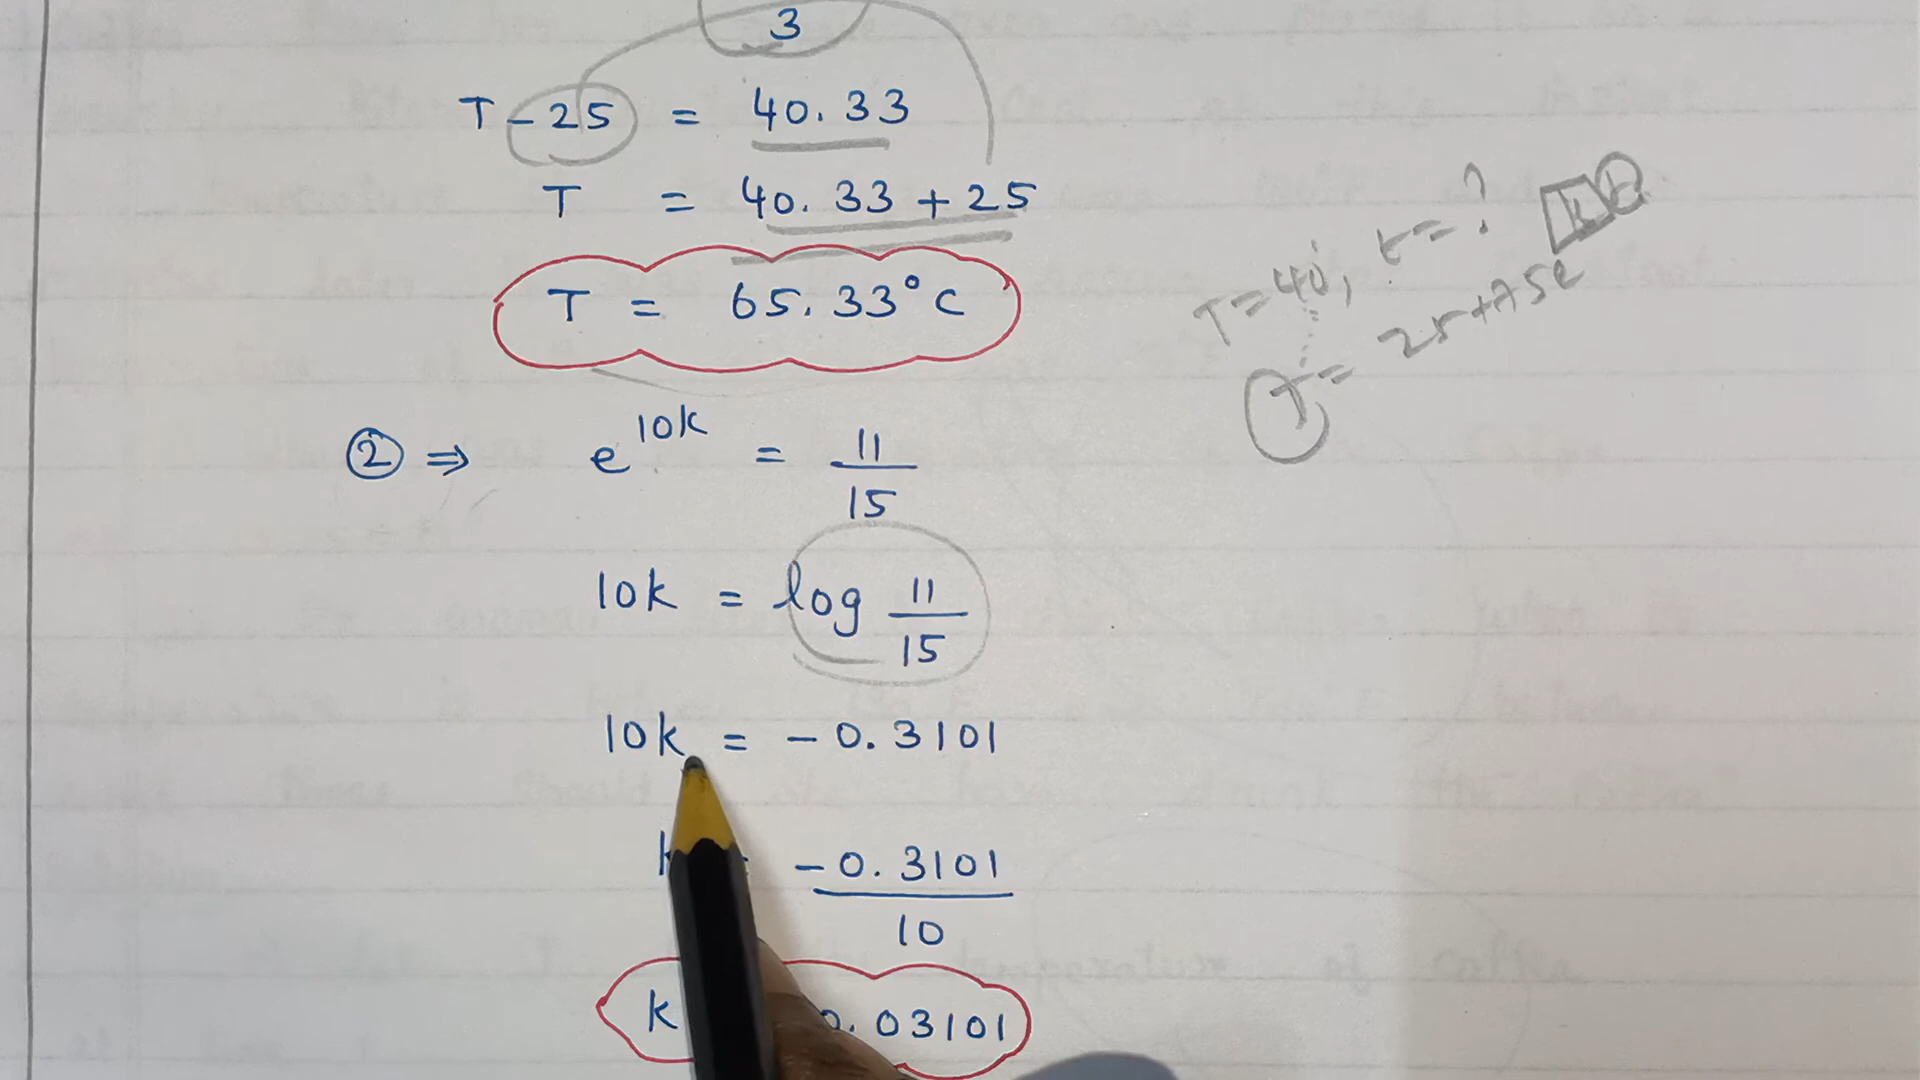 3
T - 25 = 40.33
T = 40.33 + 25
T = 65.33°C
② ⇒ e^10k = 11/15
10k = log 11/15
10k = -0.3101
k -0.3101/10
k 0.03101
T = 40, t = ?
T = 25 + 75e
k t